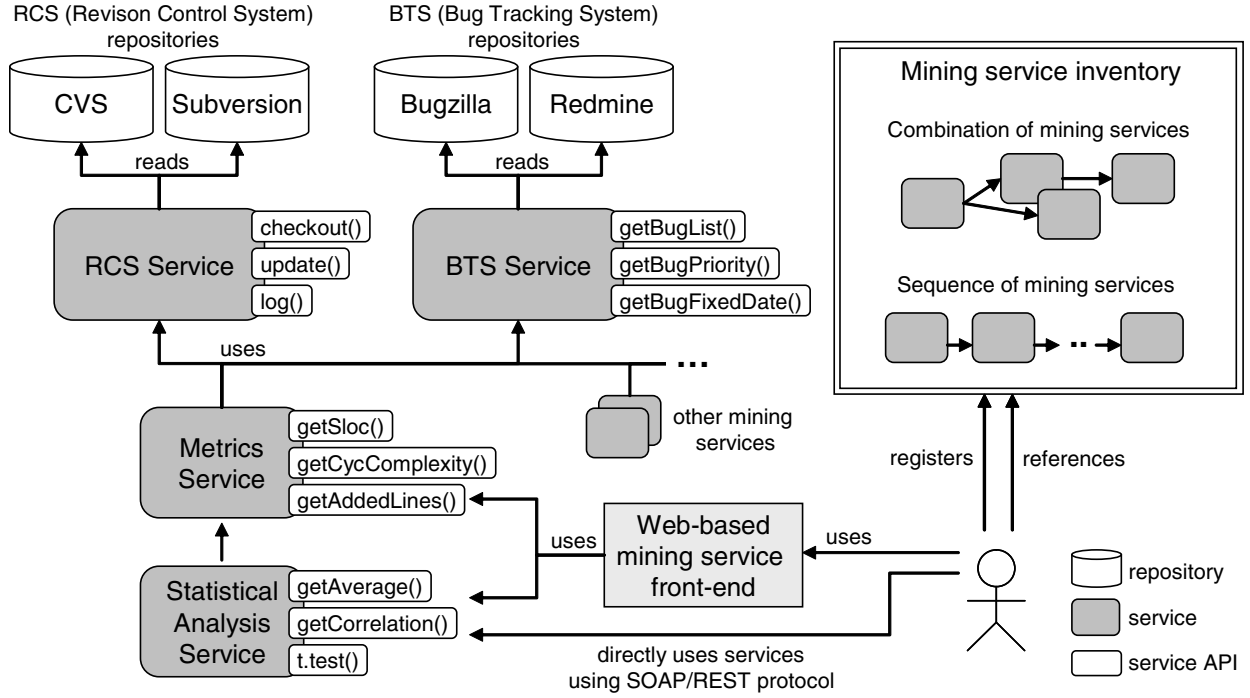 RCS (Revison Control System)
repositories
BTS (Bug Tracking System)
repositories
CVS
Subversion
Bugzilla
Redmine
reads
reads
RCS Service
checkout()
update()
log()
BTS Service
getBugList()
getBugPriority()
getBugFixedDate()
uses
...
Metrics
Service
getSloc()
getCycComplexity()
getAddedLines()
other mining
services
Statistical
Analysis
Service
getAverage()
getCorrelation()
t.test()
uses
Web-based
mining service
front-end
uses
directly uses services
using SOAP/REST protocol
Mining service inventory
Combination of mining services
Sequence of mining services
..
registers
references
repository
service
service API